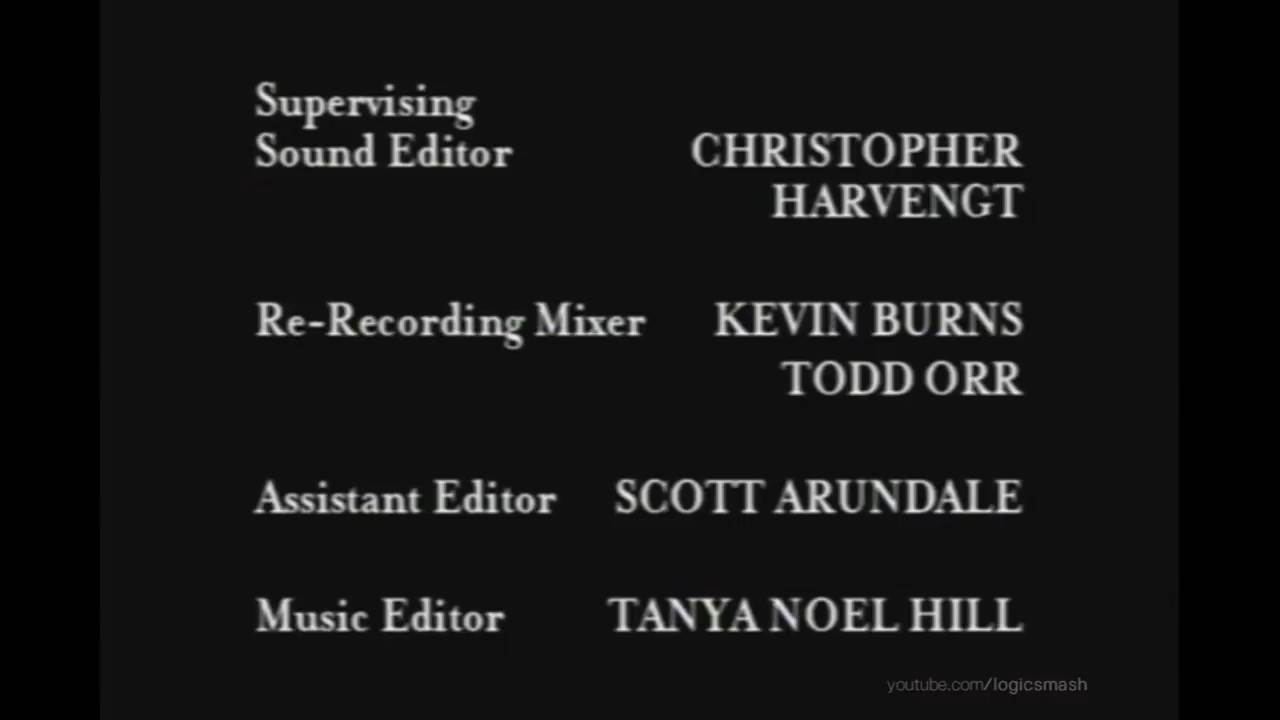 Supervising
Sound Editor CHRISTOPHER
HARVENGT
Re-Recording Mixer KEVIN BURNS
TODD ORR
Assistant Editor SCOTT ARUNDALE
Music Editor TANYA NOEL HILL
youtube.com/logicsmash